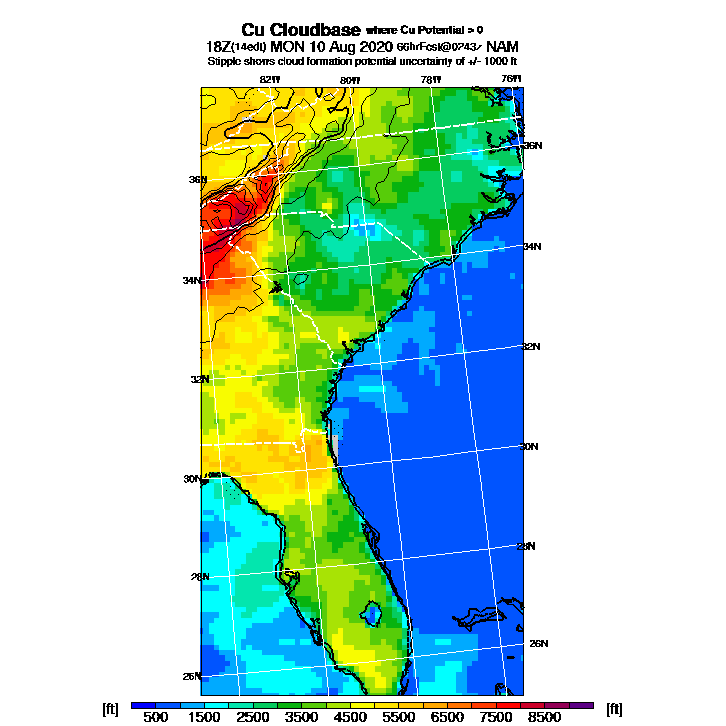 Cu Cloudbase where Cu Potential > 0
18Z(14edt) MON 10 Aug 2020 66hrFcst@0243z NAM
Stipple shows cloud formation potential uncertainty of +/- 1000 ft
82W 80W 78W 76W
36N
36N
34N
34N
32N
32N
30N
30N
28N
28N
26N
26N
[ft] 500 1500 2500 3500 4500 5500 6500 7500 8500 [ft]